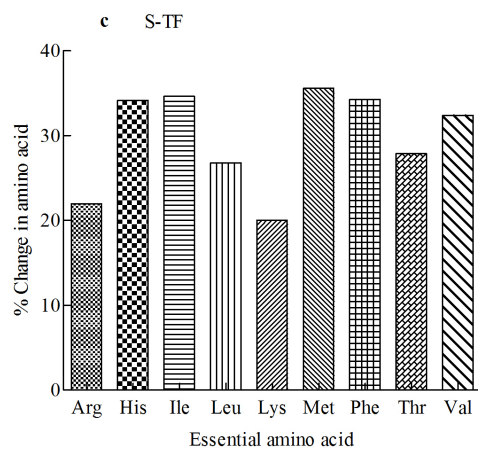 c S-TF
% Change in amino acid
40
30
20
10
0
Arg His Ile Leu Lys Met Phe Thr Val
Essential amino acid